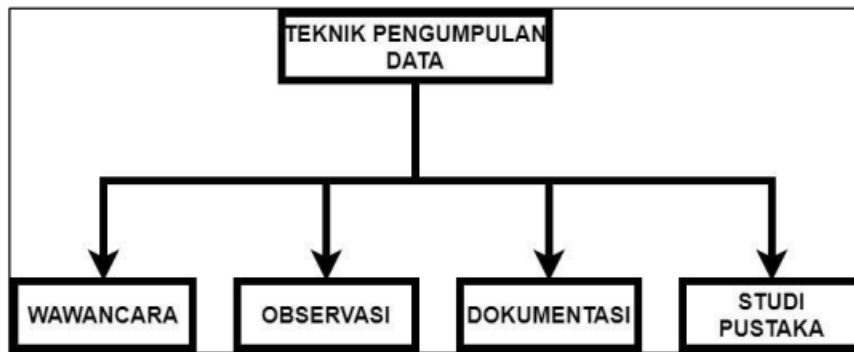 TEKNIK PENGUMPULAN
DATA
WAWANCARA
OBSERVASI
DOKUMENTASI
STUDI
PUSTAKA